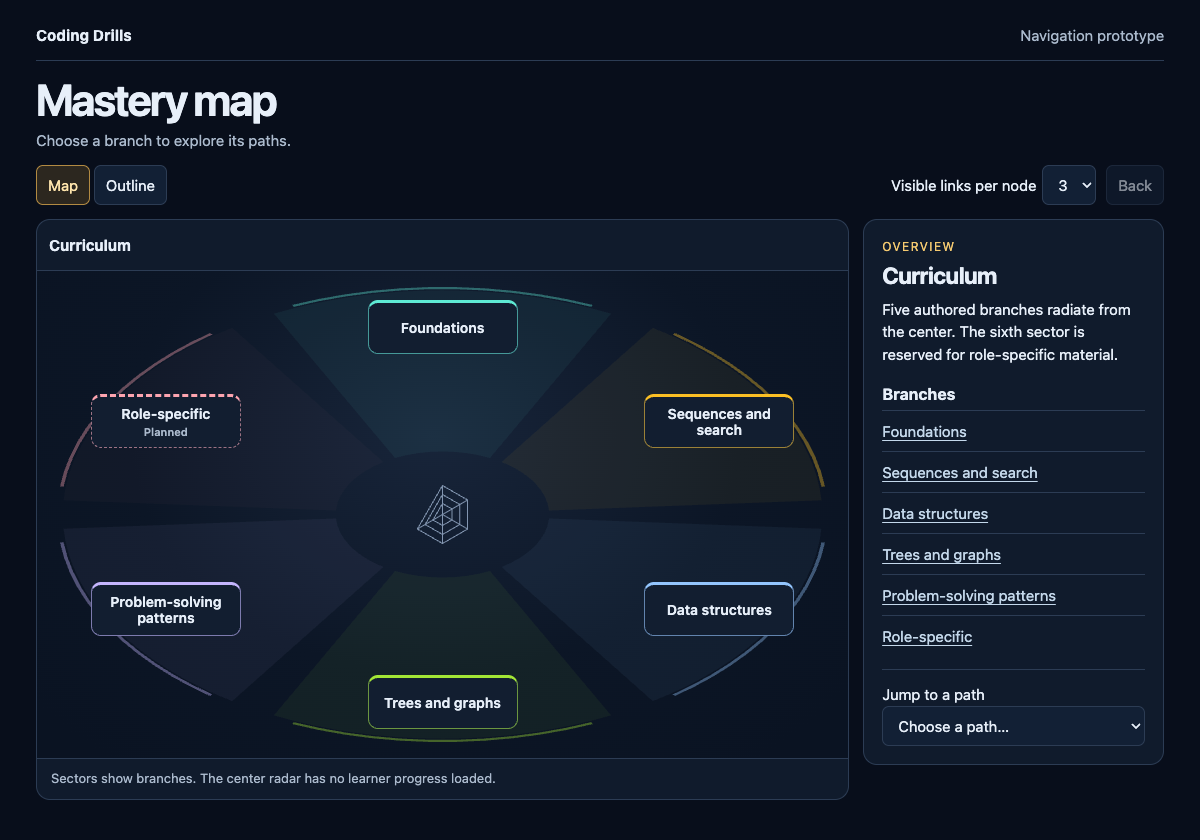 Coding Drills
Navigation prototype
Mastery map
Choose a branch to explore its paths.
Map
Outline
Visible links per node
3
Back
Curriculum
Foundations
Role-specific
Planned
Sequences and
search
Problem-solving
patterns
Data structures
Trees and graphs
Sectors show branches. The center radar has no learner progress loaded.
OVERVIEW
Curriculum
Five authored branches radiate from
the center. The sixth sector is
reserved for role-specific material.
Branches
Foundations
Sequences and search
Data structures
Trees and graphs
Problem-solving patterns
Role-specific
Jump to a path
Choose a path...